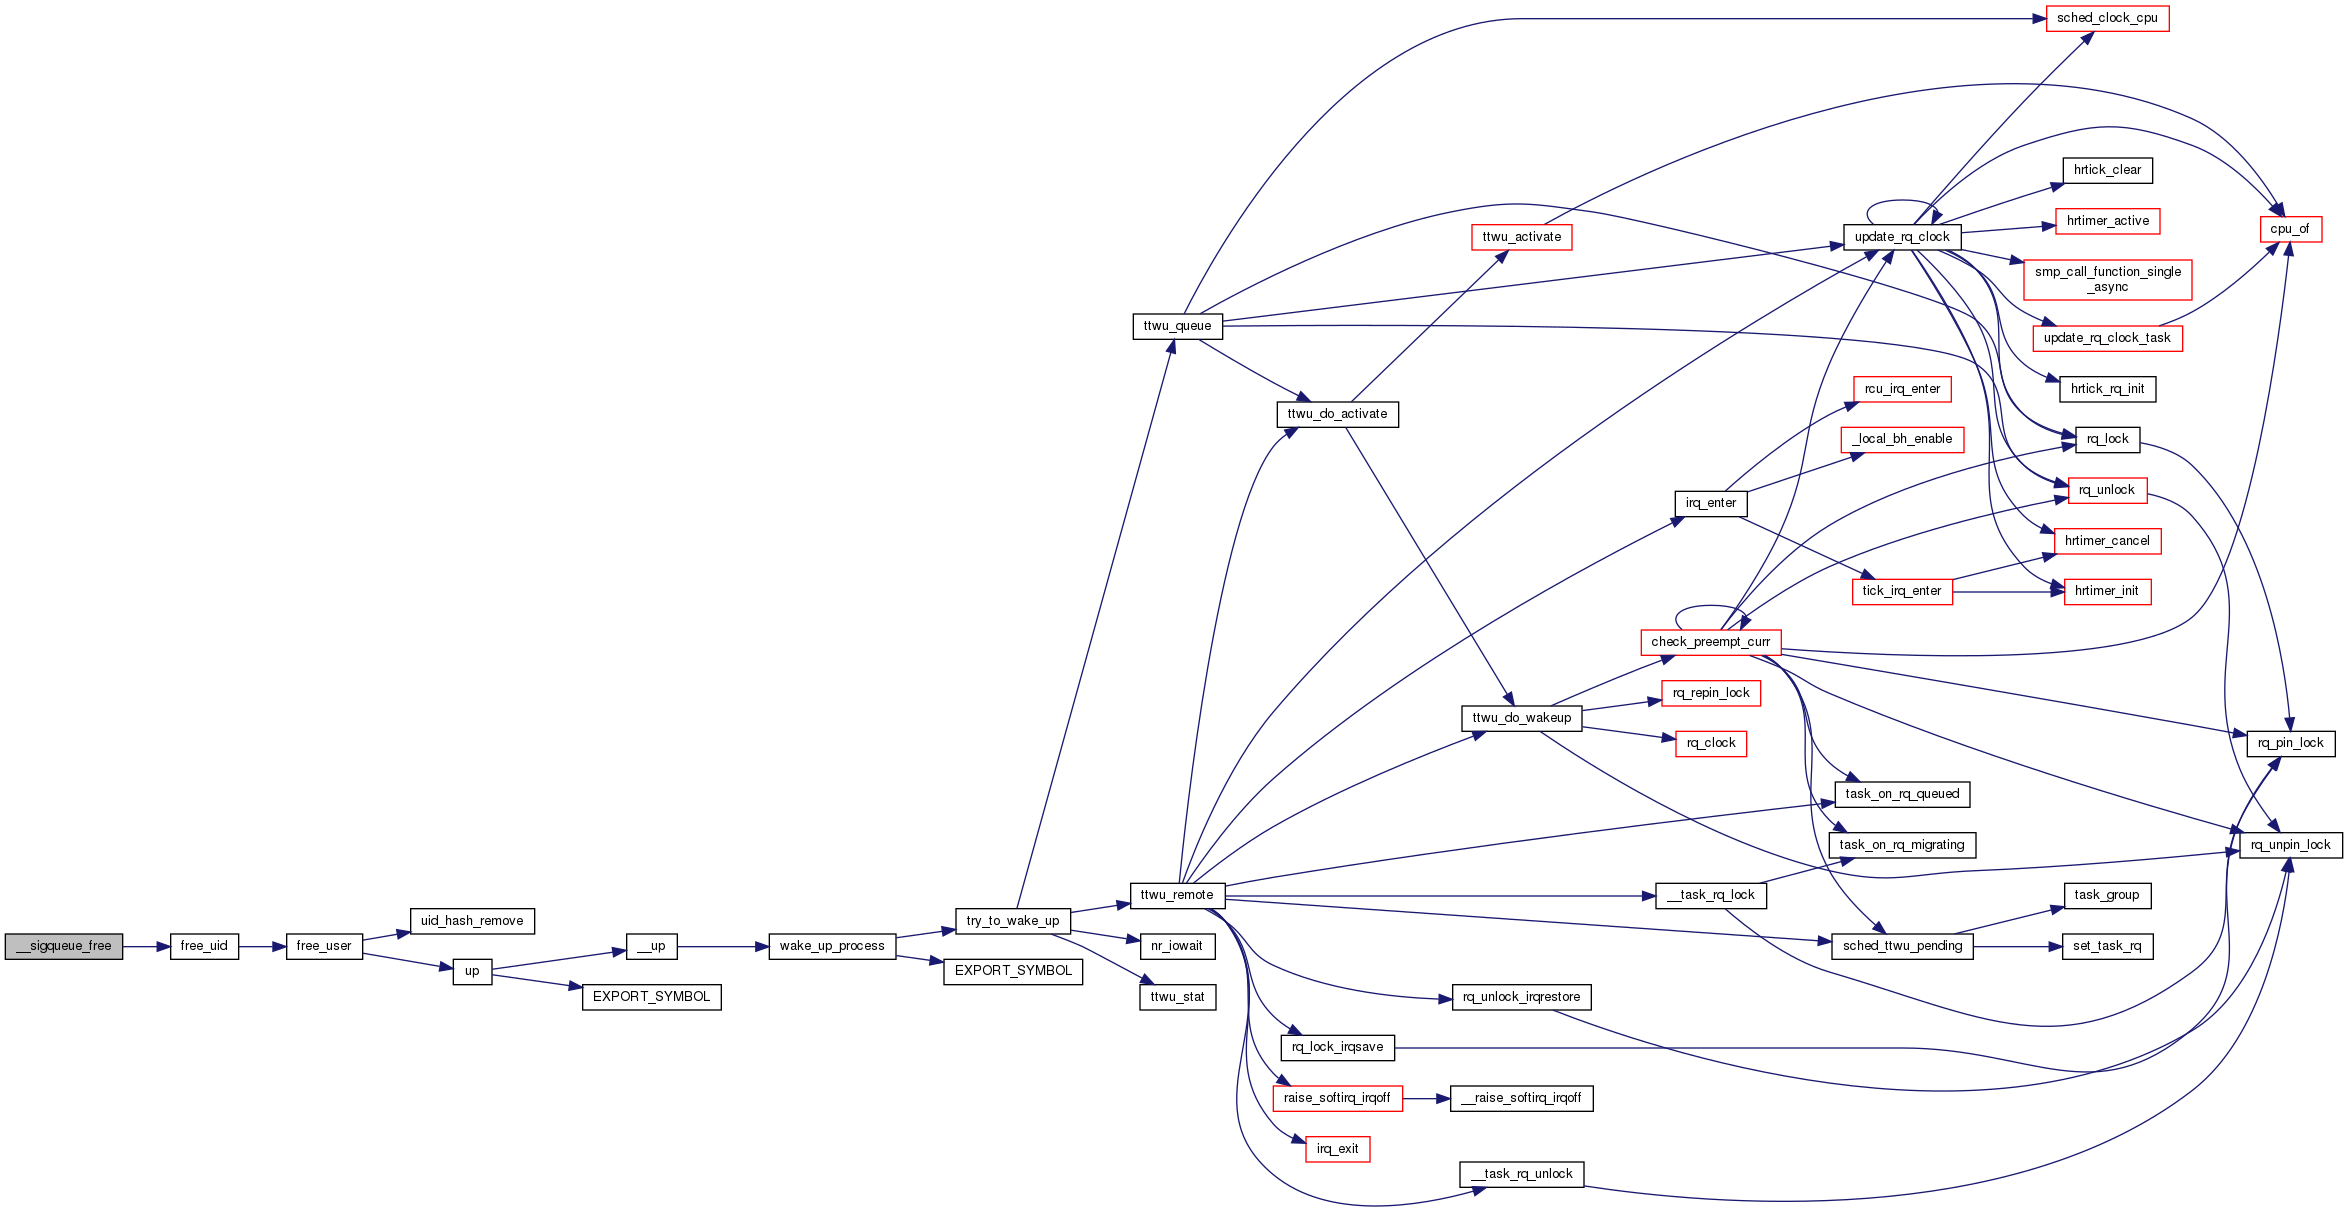 __sigqueue_free
free_uid
free_user
uid_hash_remove
up
__up
EXPORT_SYMBOL
wake_up_process
try_to_wake_up
EXPORT_SYMBOL
ttwu_queue
ttwu_remote
nr_iowait
ttwu_stat
ttwu_do_activate
rq_unlock_irqrestore
rq_lock_irqsave
raise_softirq_irqoff
__raise_softirq_irqoff
irq_exit
__task_rq_unlock
ttwu_activate
ttwu_do_wakeup
irq_enter
check_preempt_curr
rq_repin_lock
rq_clock
__task_rq_lock
update_rq_clock
rcu_irq_enter
_local_bh_enable
tick_irq_enter
task_on_rq_queued
task_on_rq_migrating
sched_ttwu_pending
sched_clock_cpu
hrtick_clear
hrtimer_active
smp_call_function_single
_async
update_rq_clock_task
hrtick_rq_init
rq_lock
rq_unlock
hrtimer_cancel
hrtimer_init
task_group
set_task_rq
cpu_of
rq_pin_lock
rq_unpin_lock